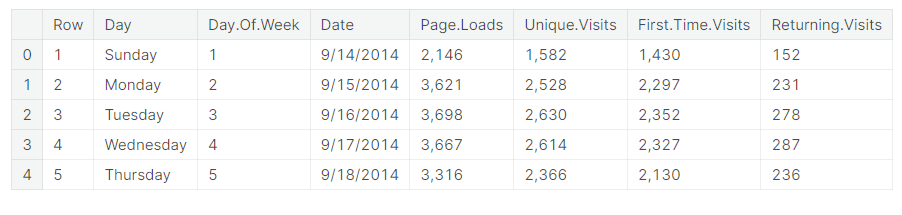 Row Day Day.Of.Week Date Page.Loads Unique.Visits First.Time.Visits Returning.Visits
0 1 Sunday 1 9/14/2014 2,146 1,582 1,430 152
1 2 Monday 2 9/15/2014 3,621 2,528 2,297 231
2 3 Tuesday 3 9/16/2014 3,698 2,630 2,352 278
3 4 Wednesday 4 9/17/2014 3,667 2,614 2,327 287
4 5 Thursday 5 9/18/2014 3,316 2,366 2,130 236